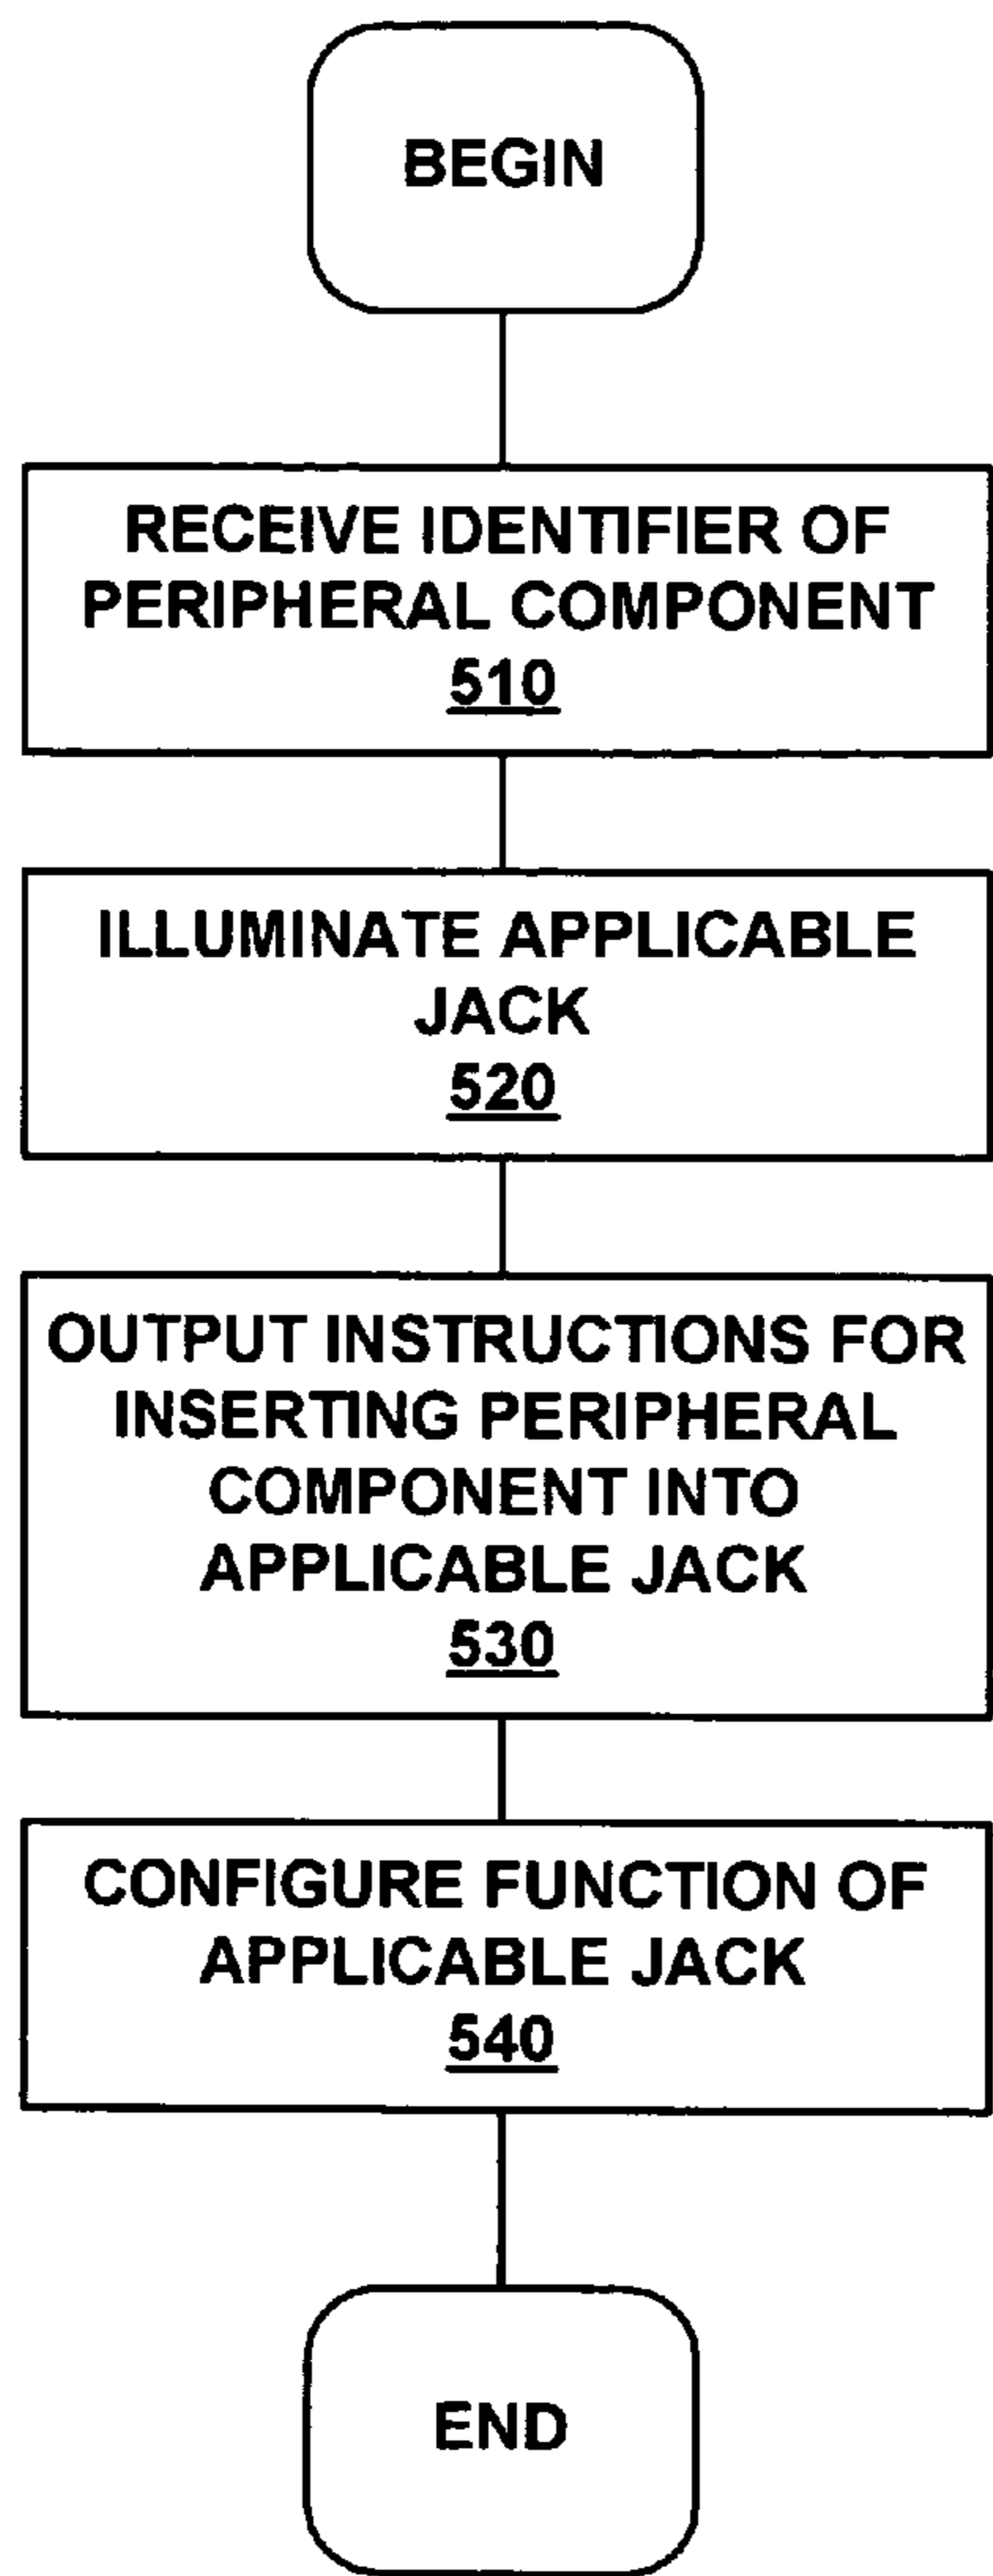 BEGIN
RECEIVE IDENTIFIER OF
PERIPHERAL COMPONENT
510
ILLUMINATE APPLICABLE
JACK
520
OUTPUT INSTRUCTIONS FOR
INSERTING PERIPHERAL
COMPONENT INTO
APPLICABLE JACK
530
CONFIGURE FUNCTION OF
APPLICABLE JACK
540
END